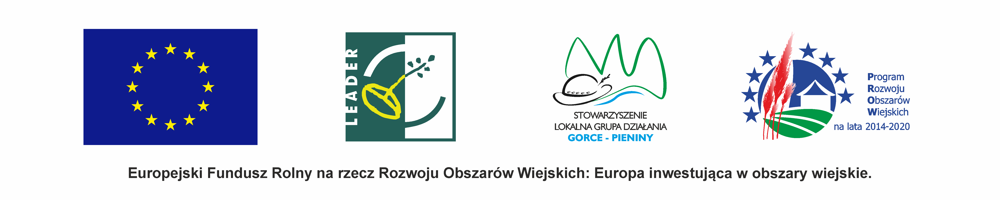 LEADER
STOWARZYSZENIE
LOKALNA GRUPA DZIAŁANIA
GORCE - PIENINY
Program
Rozwoju
Obszarów
Wiejskich
na lata 2014-2020
Europejski Fundusz Rolny na rzecz Rozwoju Obszarów Wiejskich: Europa inwestująca w obszary wiejskie.